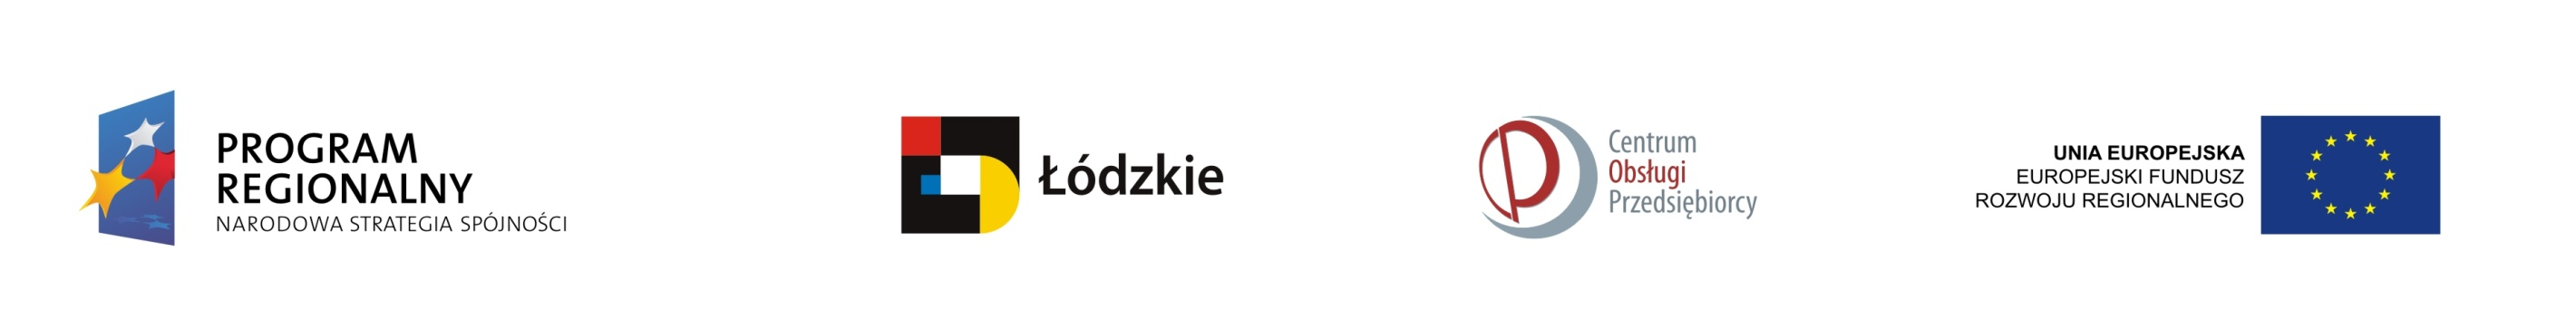 PROGRAM
REGIONALNY
NARODOWA STRATEGIA SPÓJNOŚCI
Łódzkie
Centrum
Obsługi
Przedsiębiorcy
UNIA EUROPEJSKA
EUROPEJSKI FUNDUSZ
ROZWOJU REGIONALNEGO